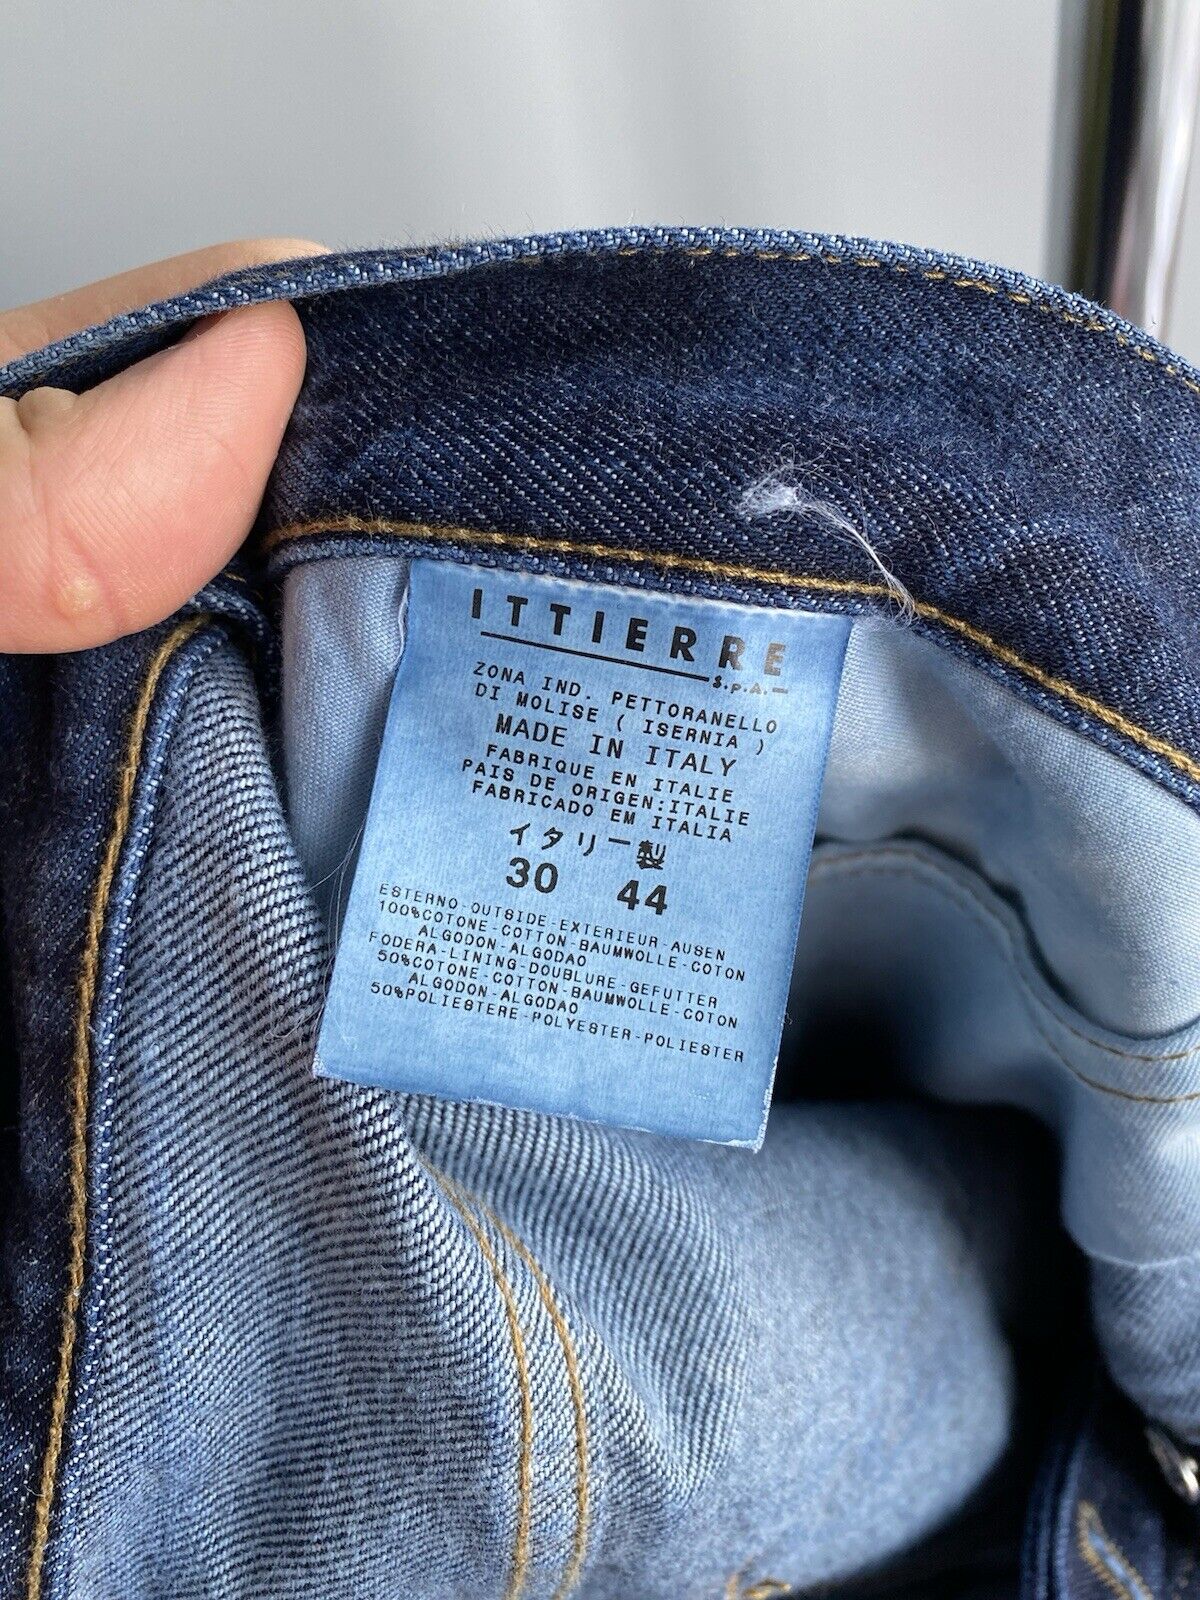 ITTIERRE
S.p.A.
ZONA IND. PETTORANELLO
DI MOLISE ( ISERNIA )
MADE IN ITALY
FABRIQUE EN ITALIE
PAIS DE ORIGEN:ITALIE
FABRICADO EM ITALIA
イタリー製
30 44
ESTERNO-OUTSIDE-EXTERIEUR-AUSEN
100%COTONE-COTTON-BAUMWOLLE-COTON
ALGODON-ALGODAO
FODERA-LINING-DOUBLURE-GEFUTTER
50%COTONE-COTTON-BAUMWOLLE-COTON
ALGODON-ALGODAO
50%POLIESTERE-POLYESTER-POLIESTER